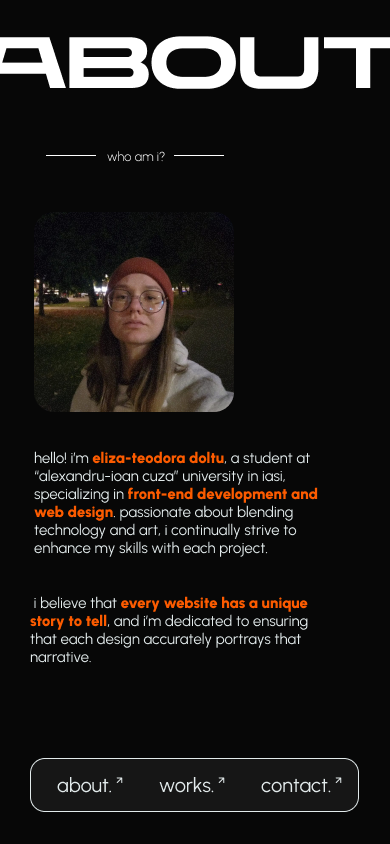 ABOUT
who am i?
hello! i'm eliza-teodora doltu, a student at
“alexandru-ioan cuza” university in iasi,
specializing in front-end development and
web design. passionate about blending
technology and art, i continually strive to
enhance my skills with each project.
i believe that every website has a unique
story to tell, and i'm dedicated to ensuring
that each design accurately portrays that
narrative.
about. works. contact.